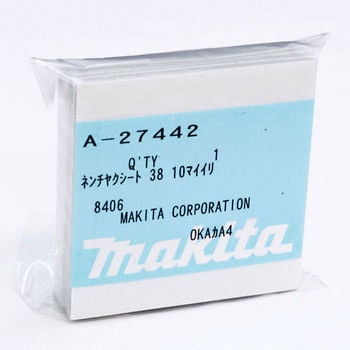 A-27442
Q'TY 1
ネンチヤクシート 38 10マイイリ
8406
MAKITA CORPORATION
OKAカA4
makita